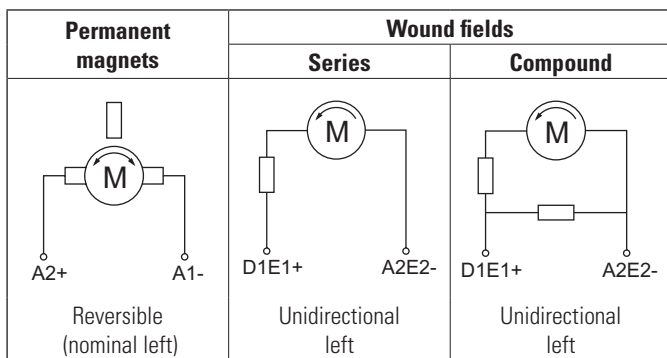 Permanent
magnets
Wound fields
Series
Compound
M
A2+
A1-
M
D1E1+
A2E2-
M
D1E1+
A2E2-
Reversible
(nominal left)
Unidirectional
left
Unidirectional
left